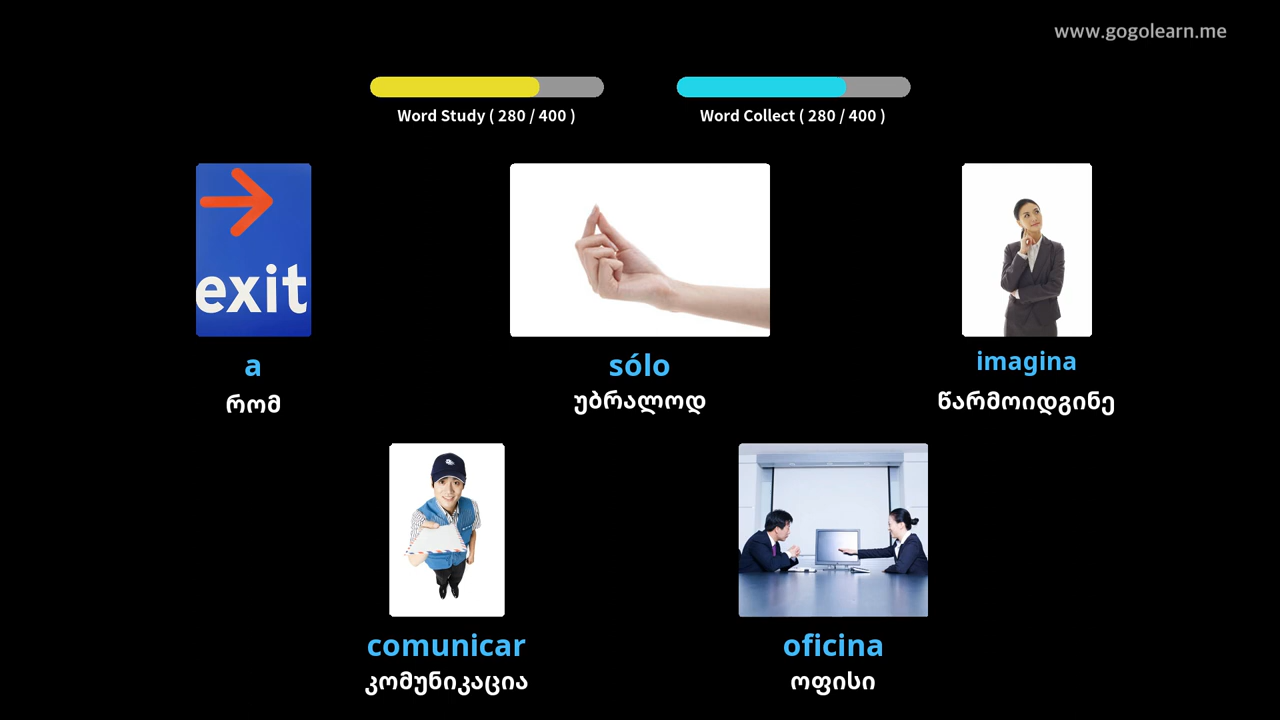 www.gogolearn.me
Word Study ( 280 / 400 )
Word Collect ( 280 / 400 )
exit
a
რომ
sólo
უბრალოდ
imagina
წარმოიდგინე
comunicar
კომუნიკაცია
oficina
ოფისი